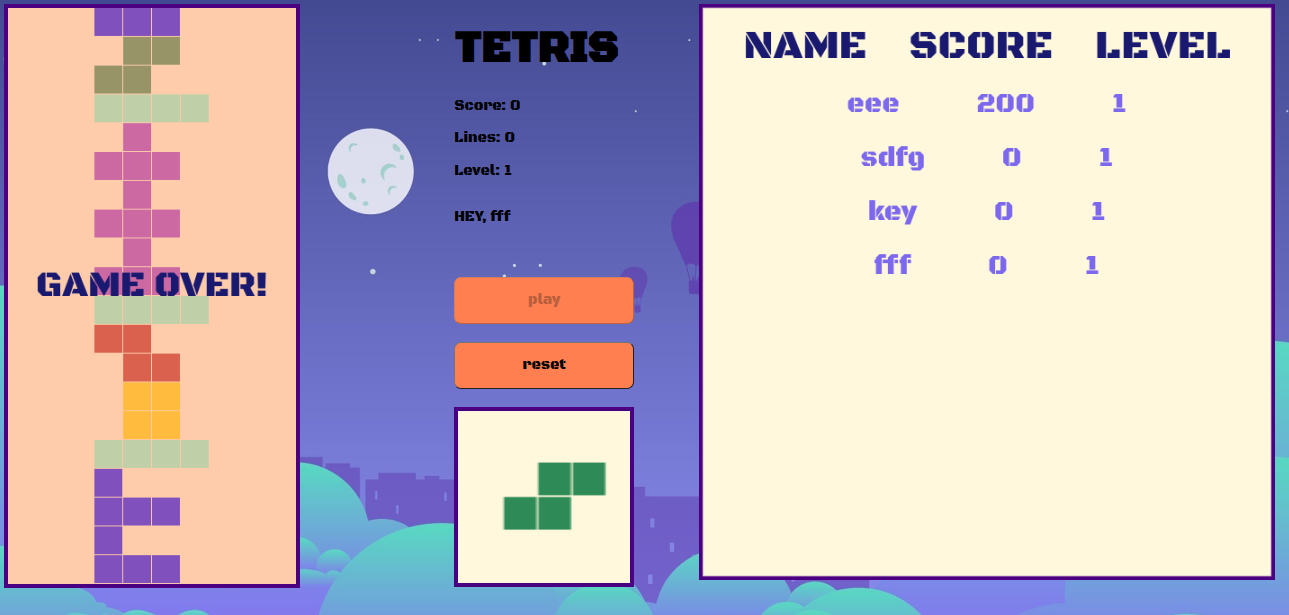 GAME OVER!
TETRIS
Score: 0
Lines: 0
Level: 1
HEY, fff
play
reset
NAME SCORE LEVEL
eee 200 1
sdfg 0 1
key 0 1
fff 0 1